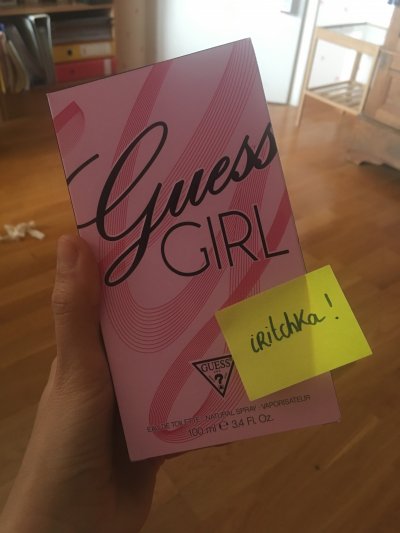 Guess
GIRL
iRitchka!
GUESS
?
EAU DE TOILETTE · NATURAL SPRAY · VAPORISATEUR
100 ml ℮ 3.4 Fl. Oz.